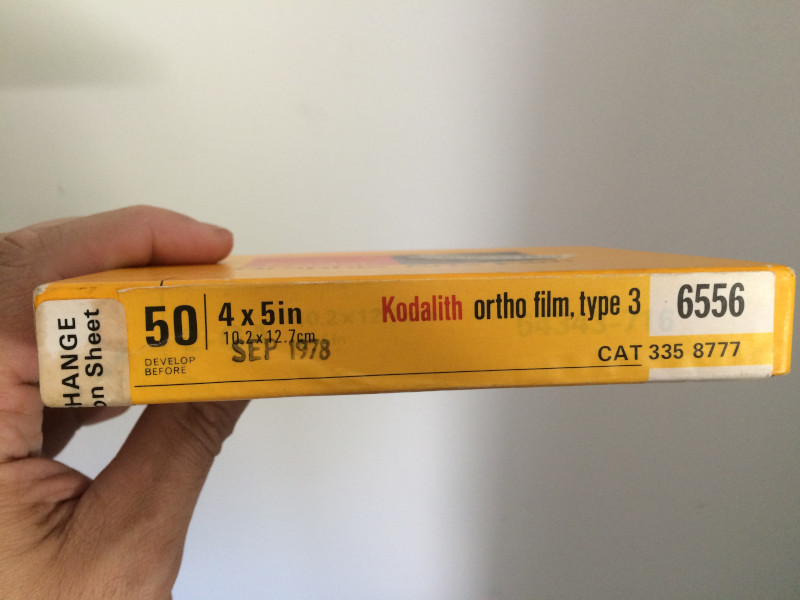 HANGE
on Sheet
50
4 x 5in
10.2 x 12.7cm
DEVELOP
BEFORE
SEP 1978
Kodalith ortho film, type 3
6556
CAT 335 8777